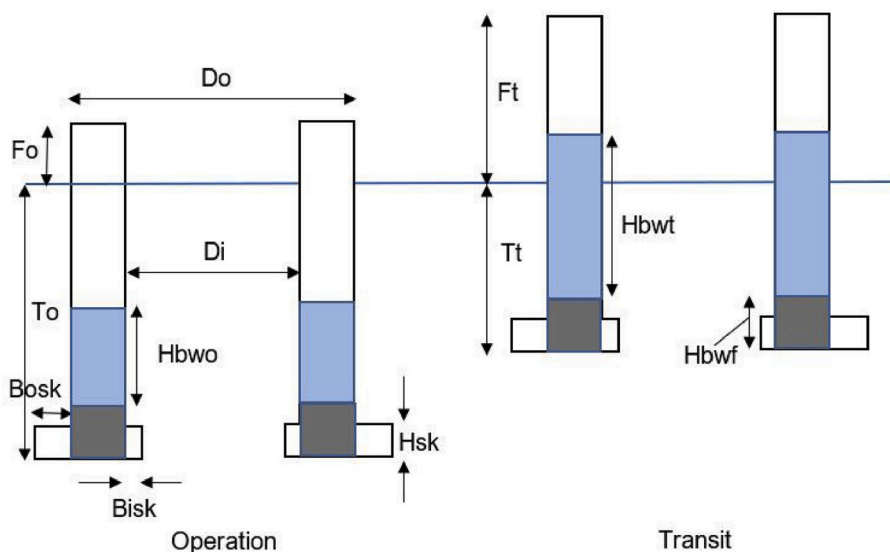 Do
Fo
Di
To
Hbwo
Bosk
Hsk
Bisk
Operation
Ft
Hbwt
Tt
Hbwf
Transit